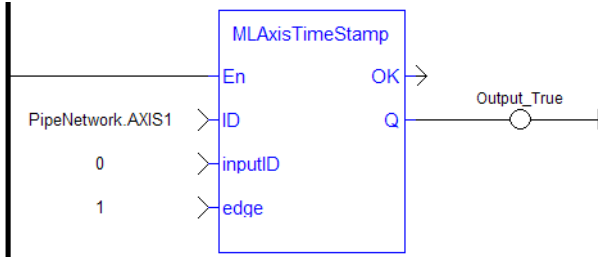 MLAxisTimeStamp
En OK
Output_True
PipeNetwork.AXIS1 ID Q
0 inputID
1 edge